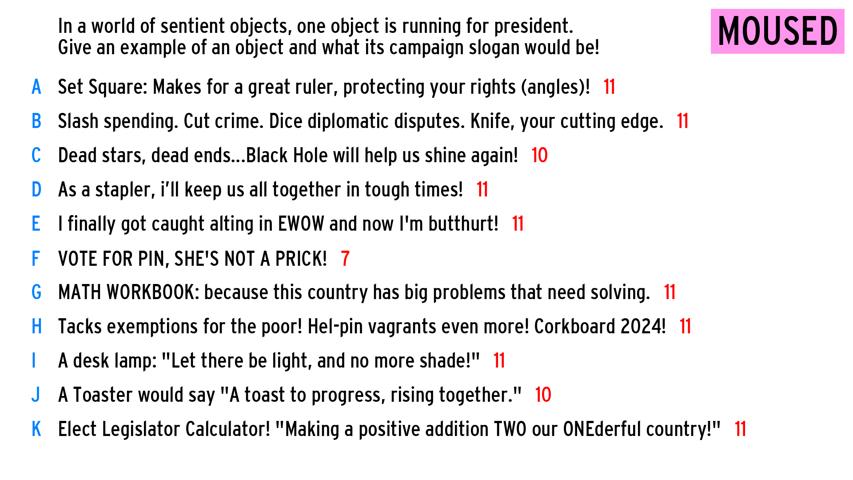 In a world of sentient objects, one object is running for president.
Give an example of an object and what its campaign slogan would be!
MOUSED
A Set Square: Makes for a great ruler, protecting your rights (angles)! 11
B Slash spending. Cut crime. Dice diplomatic disputes. Knife, your cutting edge. 11
C Dead stars, dead ends...Black Hole will help us shine again! 10
D As a stapler, i'll keep us all together in tough times! 11
E I finally got caught alting in EWOW and now I'm butthurt! 11
F VOTE FOR PIN, SHE'S NOT A PRICK! 7
G MATH WORKBOOK: because this country has big problems that need solving. 11
H Tacks exemptions for the poor! Hel-pin vagrants even more! Corkboard 2024! 11
I A desk lamp: "Let there be light, and no more shade!" 11
J A Toaster would say "A toast to progress, rising together." 10
K Elect Legislator Calculator! "Making a positive addition TWO our ONEderful country!" 11